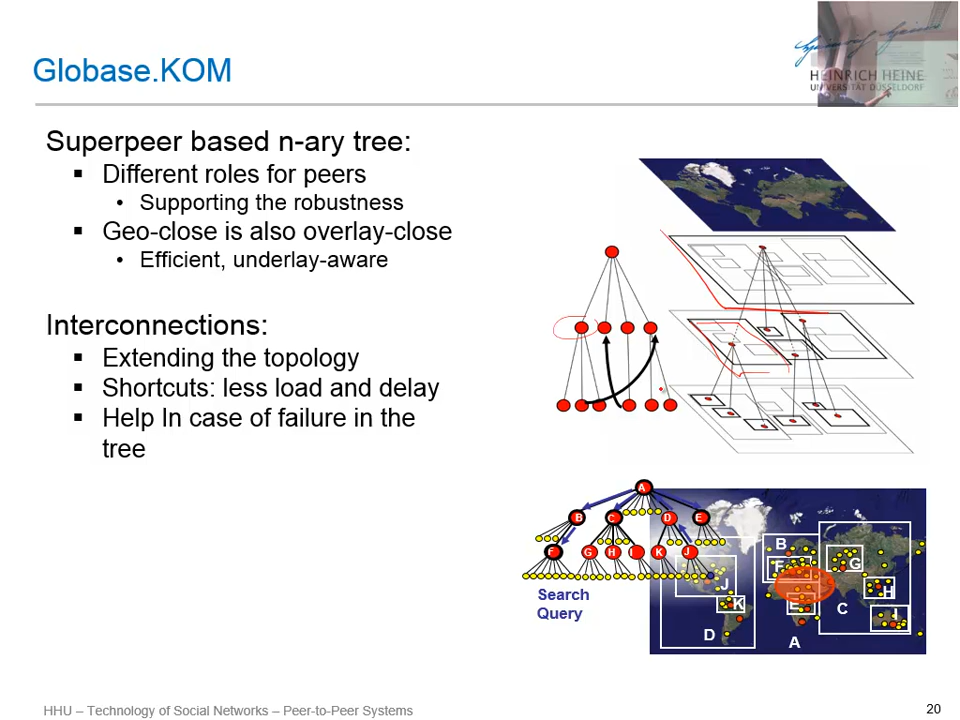 Globase.KOM
HEINRICH HEINE
UNIVERSITÄT DÜSSELDORF
Superpeer based n-ary tree:
▪ Different roles for peers
• Supporting the robustness
▪ Geo-close is also overlay-close
• Efficient, underlay-aware
Interconnections:
▪ Extending the topology
▪ Shortcuts: less load and delay
▪ Help In case of failure in the
tree
A
B C D E
F G H I K J
Search
Query
B
F
G
J
K
E
H
I
C
D
A
HHU – Technology of Social Networks – Peer-to-Peer Systems
20